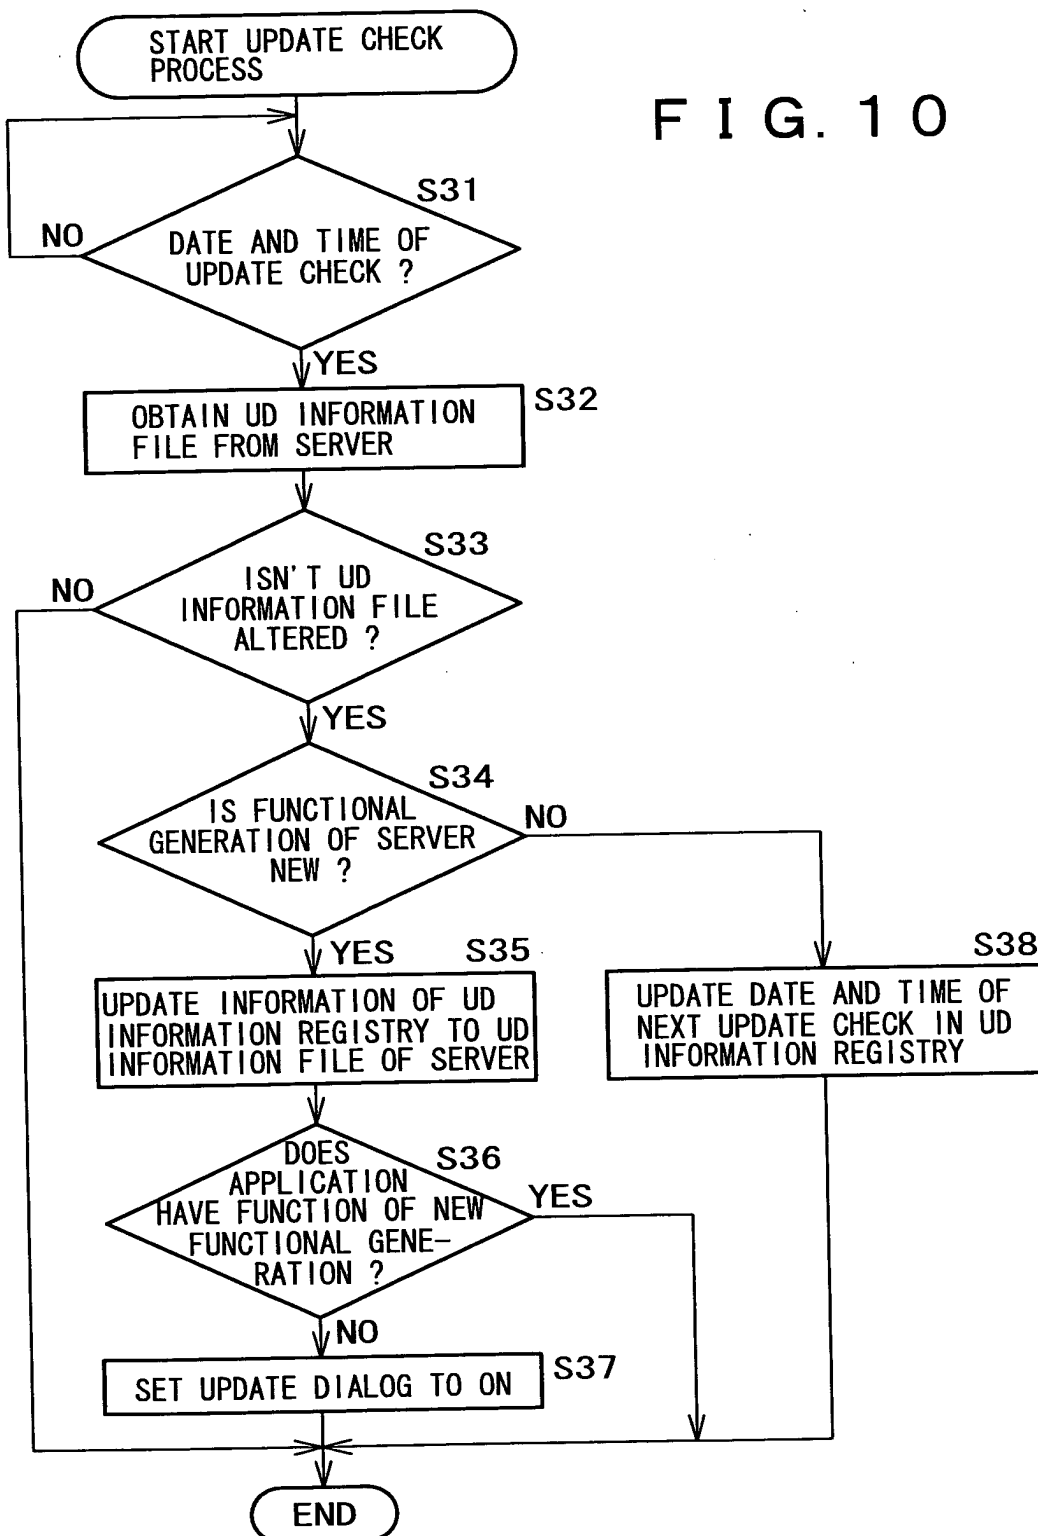 START UPDATE CHECK
PROCESS
FIG. 10
S31
NO
DATE AND TIME OF
UPDATE CHECK ?
YES
S32
OBTAIN UD INFORMATION
FILE FROM SERVER
S33
NO
ISN'T UD
INFORMATION FILE
ALTERED ?
YES
S34
NO
IS FUNCTIONAL
GENERATION OF SERVER
NEW ?
YES
S35
UPDATE INFORMATION OF UD
INFORMATION REGISTRY TO UD
INFORMATION FILE OF SERVER
S38
UPDATE DATE AND TIME OF
NEXT UPDATE CHECK IN UD
INFORMATION REGISTRY
S36
YES
DOES
APPLICATION
HAVE FUNCTION OF NEW
FUNCTIONAL GENE-
RATION ?
NO
S37
SET UPDATE DIALOG TO ON
END